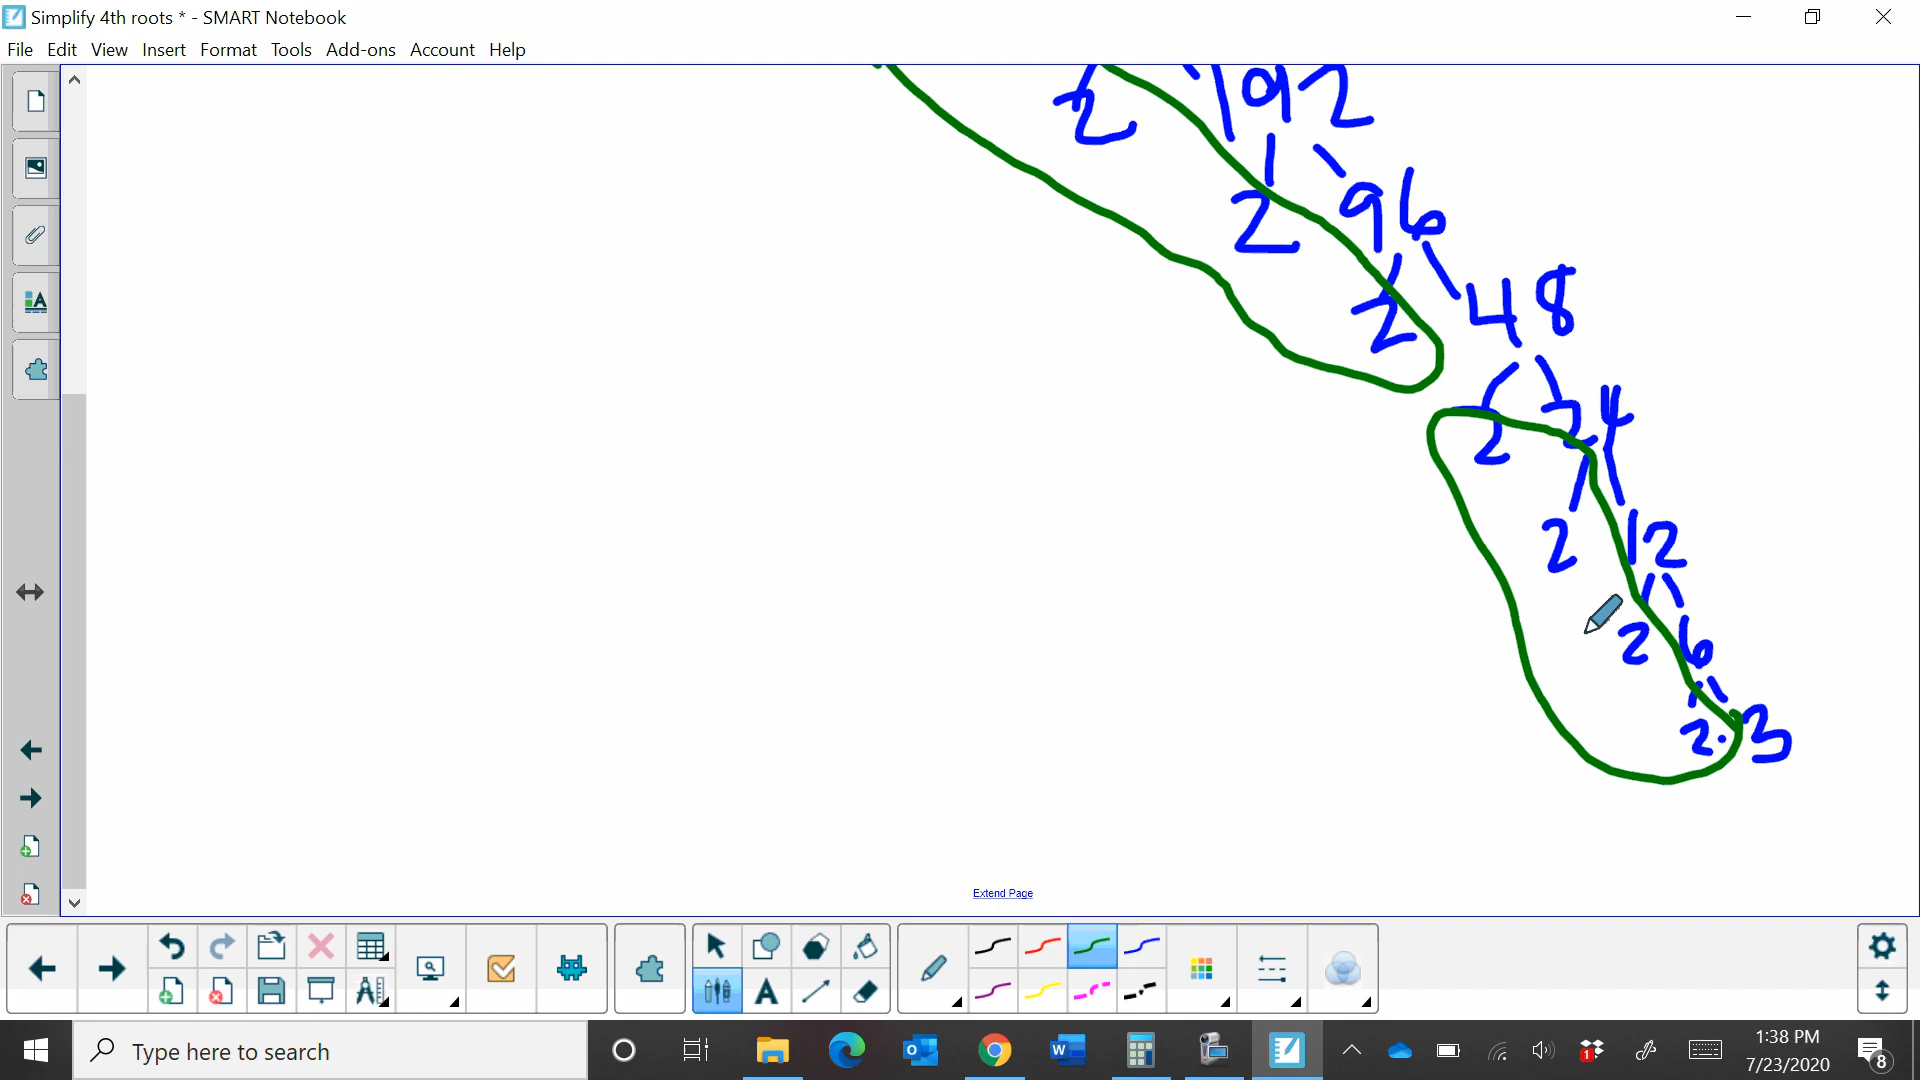 Simplify 4th roots * - SMART Notebook
File Edit View Insert Format Tools Add-ons Account Help
2 192
2 96
2 48
2 24
2 12
2 6
2 · 3
Extend Page
Type here to search
1:38 PM
7/23/2020
1
8